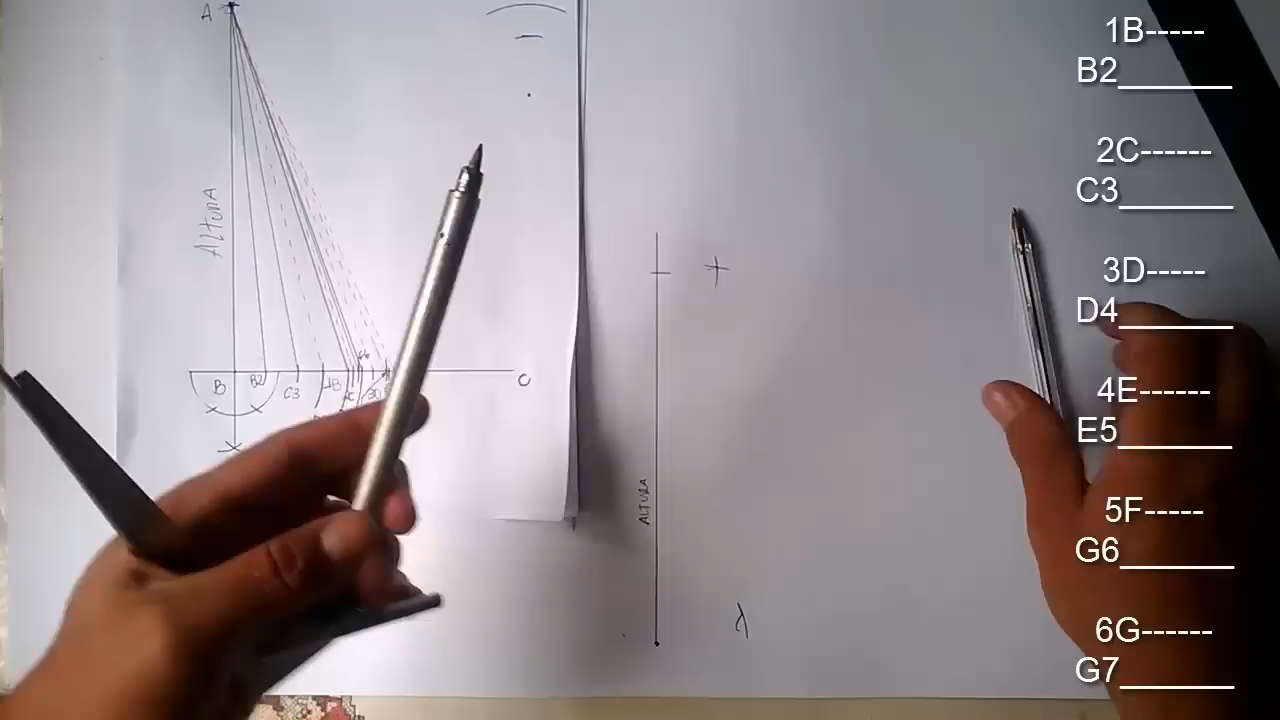 A
ALtURA
B
B2
C3
C
ALTURA
1B-----
B2______
2C------
C3______
3D-----
D4______
4E------
E5______
5F-----
G6______
6G------
G7______